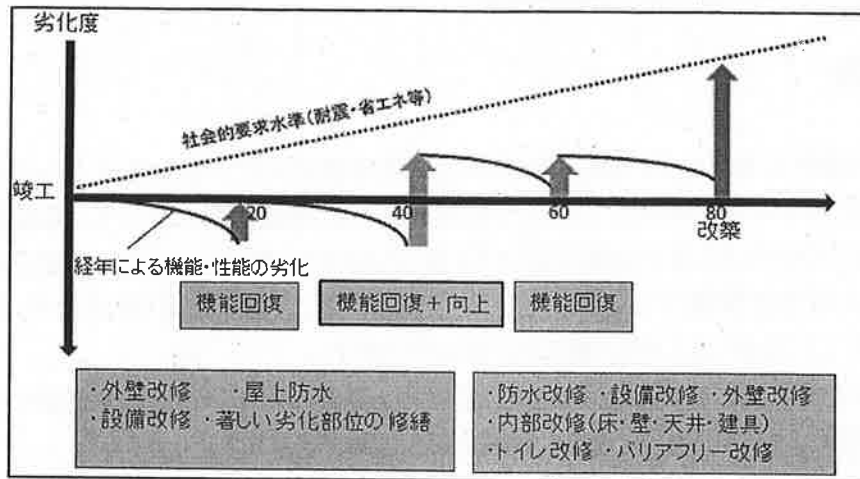 劣化度
社会的要求水準(耐震・省エネ等)
竣工
20
40
60
80
改築
経年による機能・性能の劣化
機能回復
機能回復+向上
機能回復
・外壁改修 ・屋上防水
・設備改修 ・著しい劣化部位の修繕
・防水改修 ・設備改修 ・外壁改修
・内部改修(床・壁・天井・建具)
・トイレ改修 ・バリアフリー改修